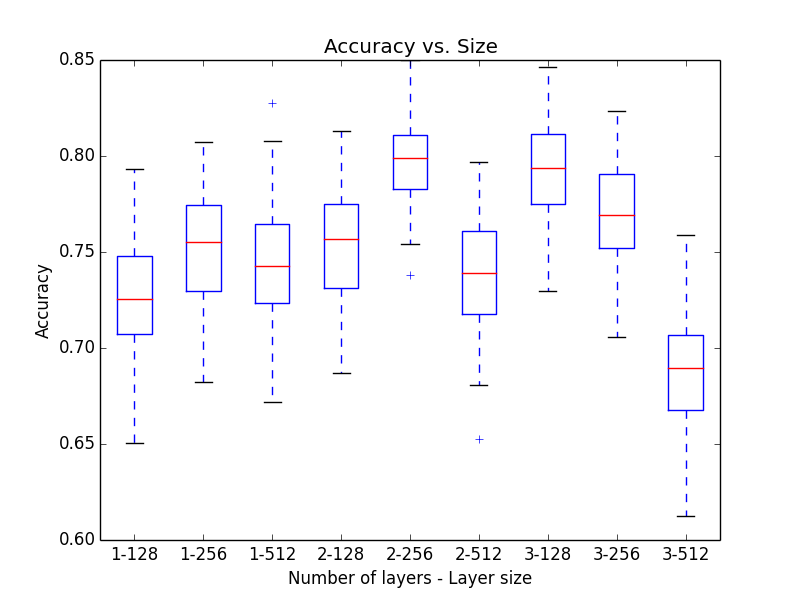 Accuracy vs. Size
0.85
0.80
0.75
0.70
0.65
0.60
Accuracy
1-128 1-256 1-512 2-128 2-256 2-512 3-128 3-256 3-512
Number of layers - Layer size